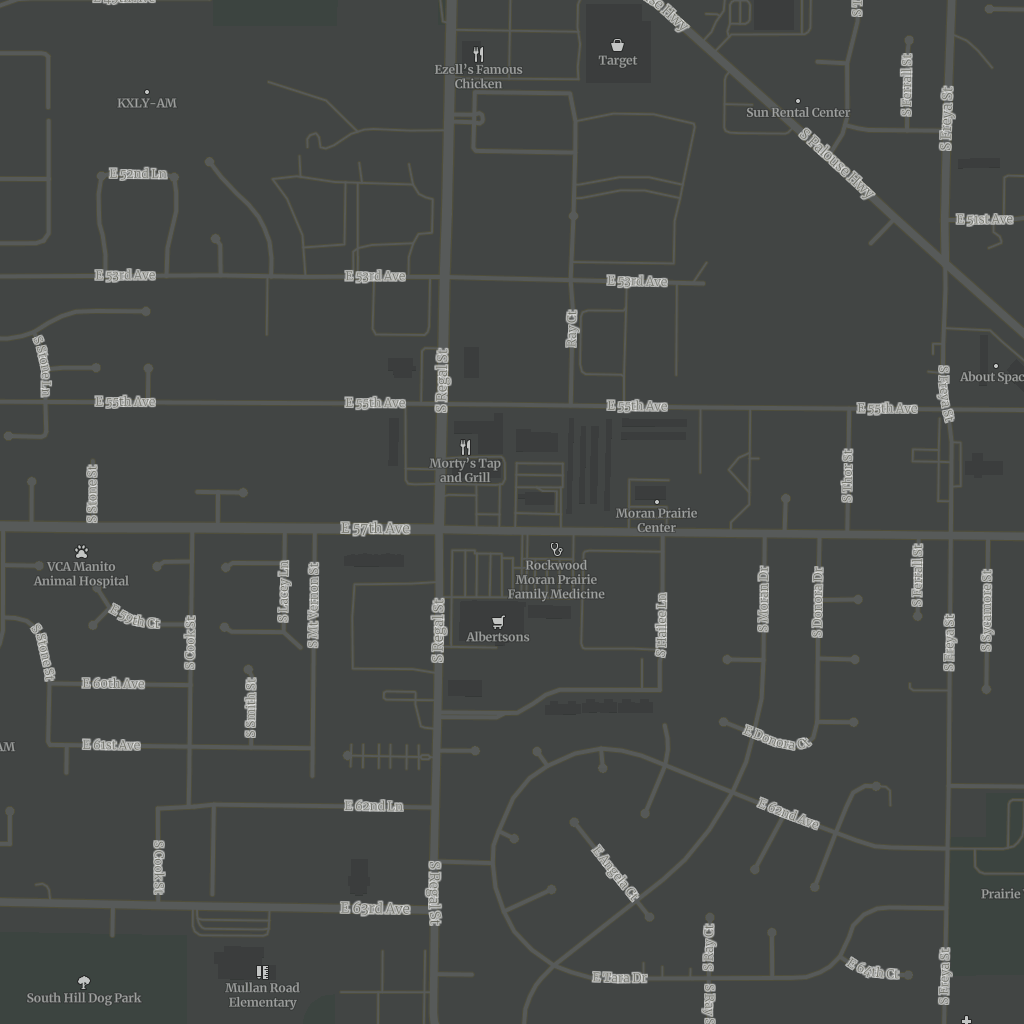 Ezell's Famous
Chicken
Target
KXLY-AM
Sun Rental Center
S Ferrall St
S Freya St
S Palouse Hwy
E 52nd Ln
E 51st Ave
E 53rd Ave
E 53rd Ave
E 53rd Ave
Ray Ct
S Stone Ln
S Regal St
About Spac
S Freya St
E 55th Ave
E 55th Ave
E 55th Ave
E 55th Ave
Morty's Tap
and Grill
S Stone St
S Thor St
Moran Prairie
Center
E 57th Ave
VCA Manito
Animal Hospital
Rockwood
Moran Prairie
Family Medicine
S Lacey Ln
S Mt Vernon St
S Moran Dr
S Donora Dr
S Ferrall St
S Sycamore St
E 59th Ct
S Cook St
S Regal St
Albertsons
S Hailee Ln
S Freya St
S Stone St
E 60th Ave
S Smith St
E 61st Ave
AM
E Donora Ct
E 62nd Ln
E 62nd Ave
S Cook St
S Regal St
E Angela Ct
Prairie
E 63rd Ave
S Ray Ct
S Freya St
South Hill Dog Park
Mullan Road
Elementary
E Tara Dr
E 64th Ct